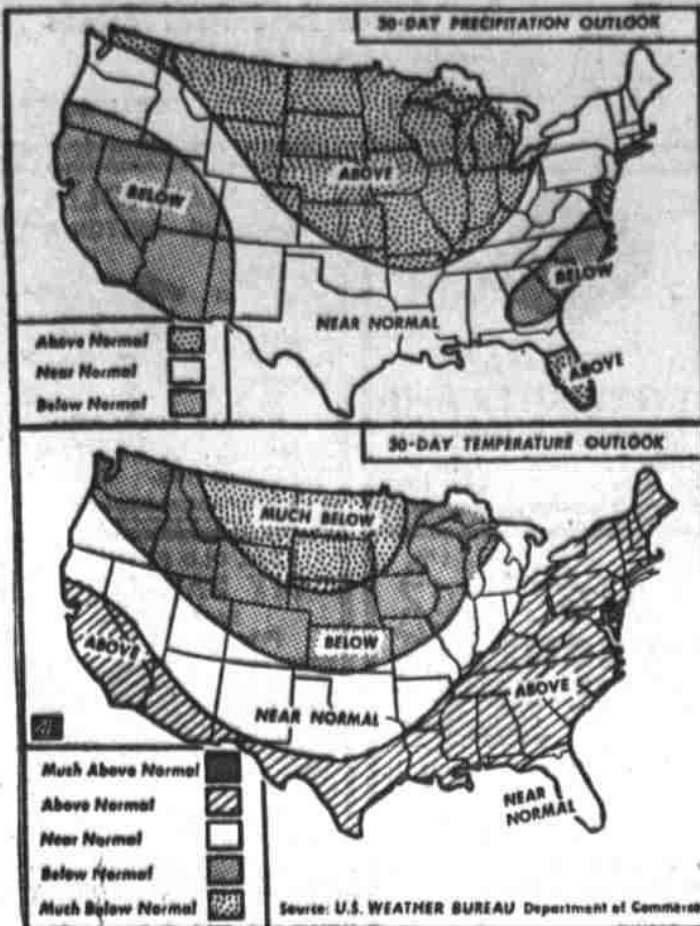 30-DAY PRECIPITATION OUTLOOK
ABOVE
BELOW
BELOW
NEAR NORMAL
ABOVE
Above Normal
Near Normal
Below Normal
30-DAY TEMPERATURE OUTLOOK
MUCH BELOW
BELOW
ABOVE
ABOVE
NEAR NORMAL
NEAR
NORMAL
Much Above Normal
Above Normal
Near Normal
Below Normal
Much Below Normal
Source: U.S. WEATHER BUREAU Department of Commerce